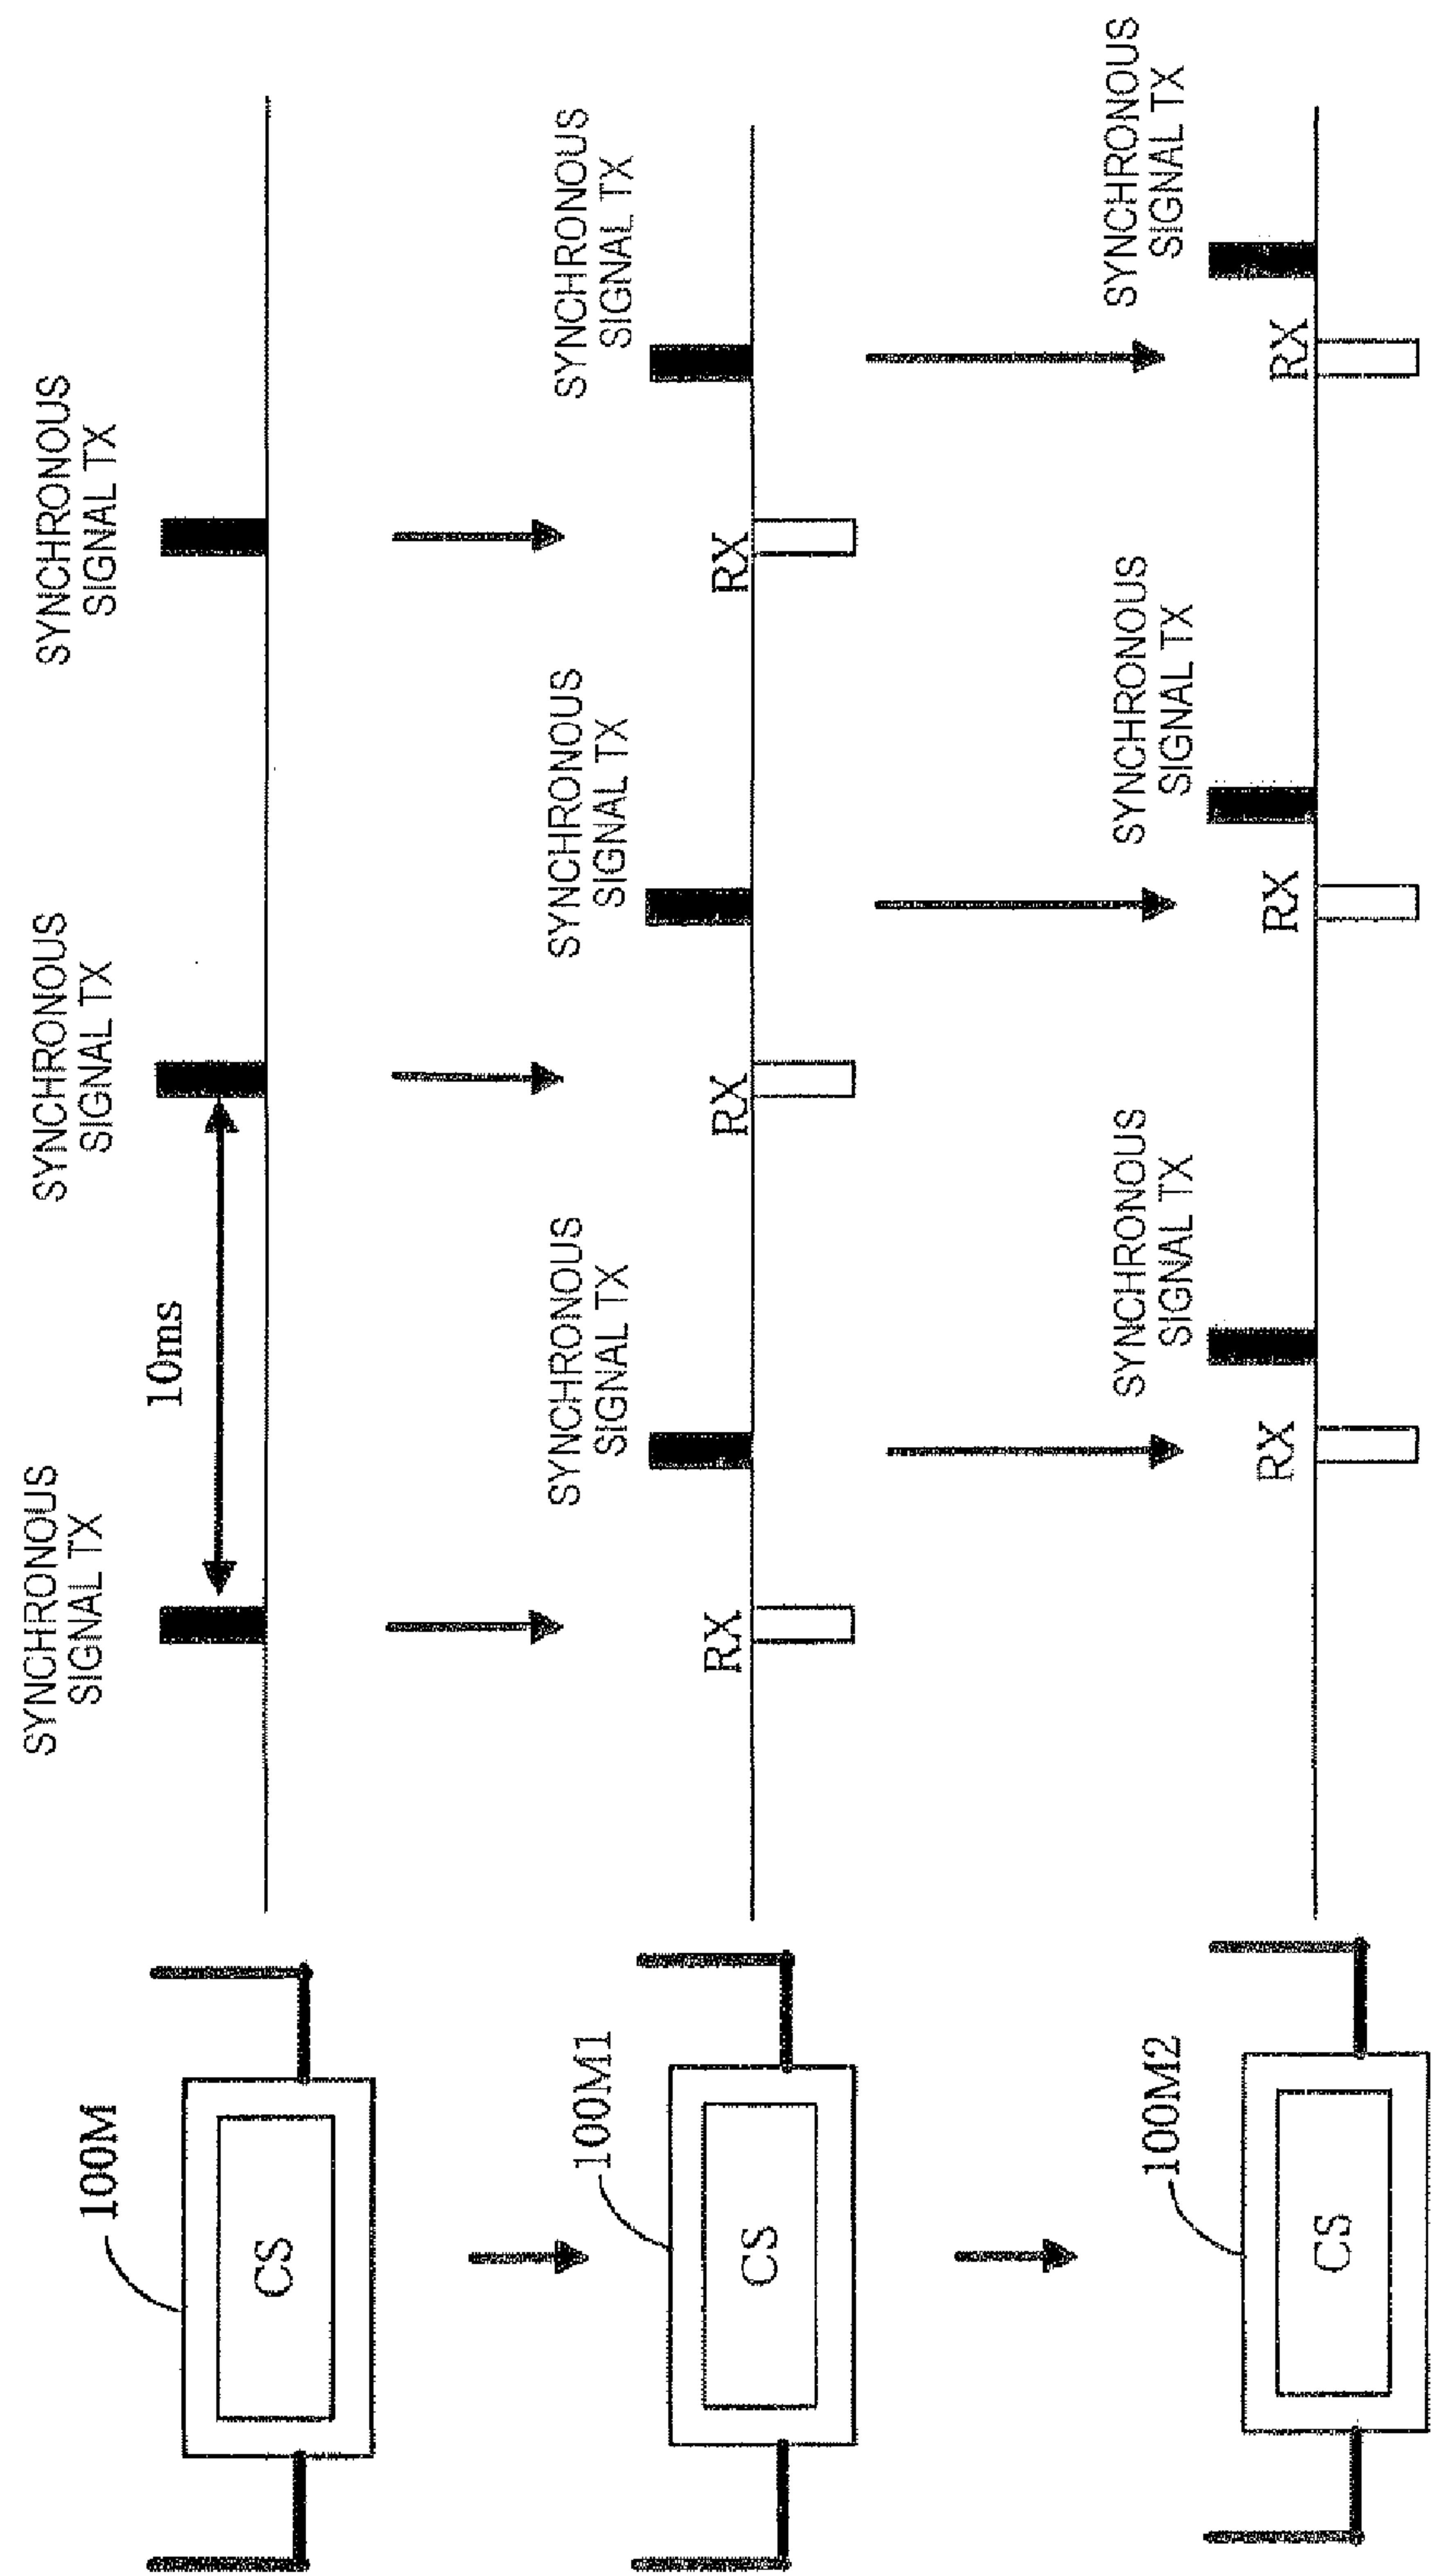 100M
CS
SYNCHRONOUS
SIGNAL TX
10ms
SYNCHRONOUS
SIGNAL TX
SYNCHRONOUS
SIGNAL TX
100M1
CS
RX
SYNCHRONOUS
SIGNAL TX
RX
SYNCHRONOUS
SIGNAL TX
RX
SYNCHRONOUS
SIGNAL TX
100M2
CS
RX
SYNCHRONOUS
SIGNAL TX
RX
SYNCHRONOUS
SIGNAL TX
RX
SYNCHRONOUS
SIGNAL TX